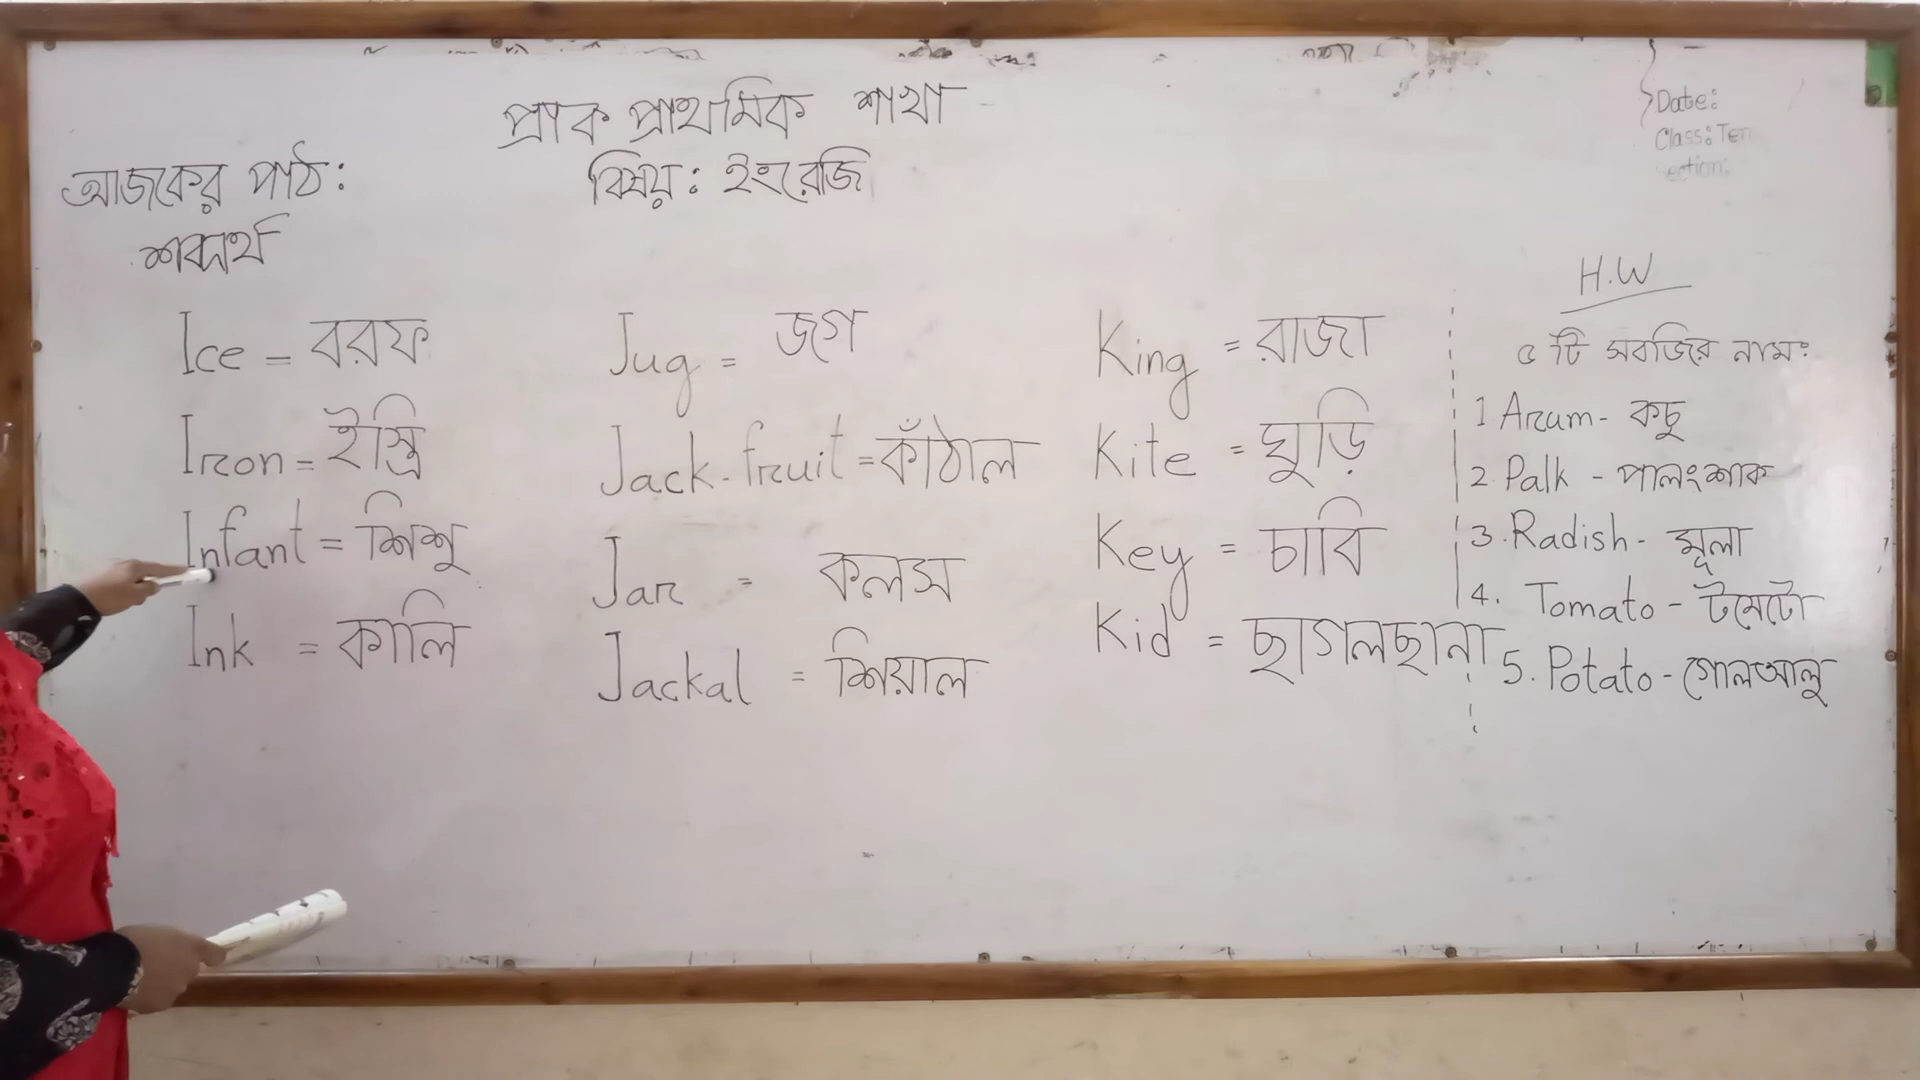 প্রাক প্রাথমিক শাখা
বিষয়: ইংরেজি
আজকের পাঠ:
শব্দার্থ
Ice = বরফ
Iron = ইস্ত্রি
Infant = শিশু
Ink = কালি
Jug = জগ
Jack-fruit = কাঁঠাল
Jar = কলস
Jackal = শিয়াল
King = রাজা
Kite = ঘুড়ি
Key = চাবি
Kid = ছাগলছানা
Date:
Class: Ten
ection:
H.W
৫ টি সবজির নাম:
1 Arum - কচু
2. Palk - পালংশাক
3. Radish - মূলা
4. Tomato - টমেটো
5. Potato - গোলআলু